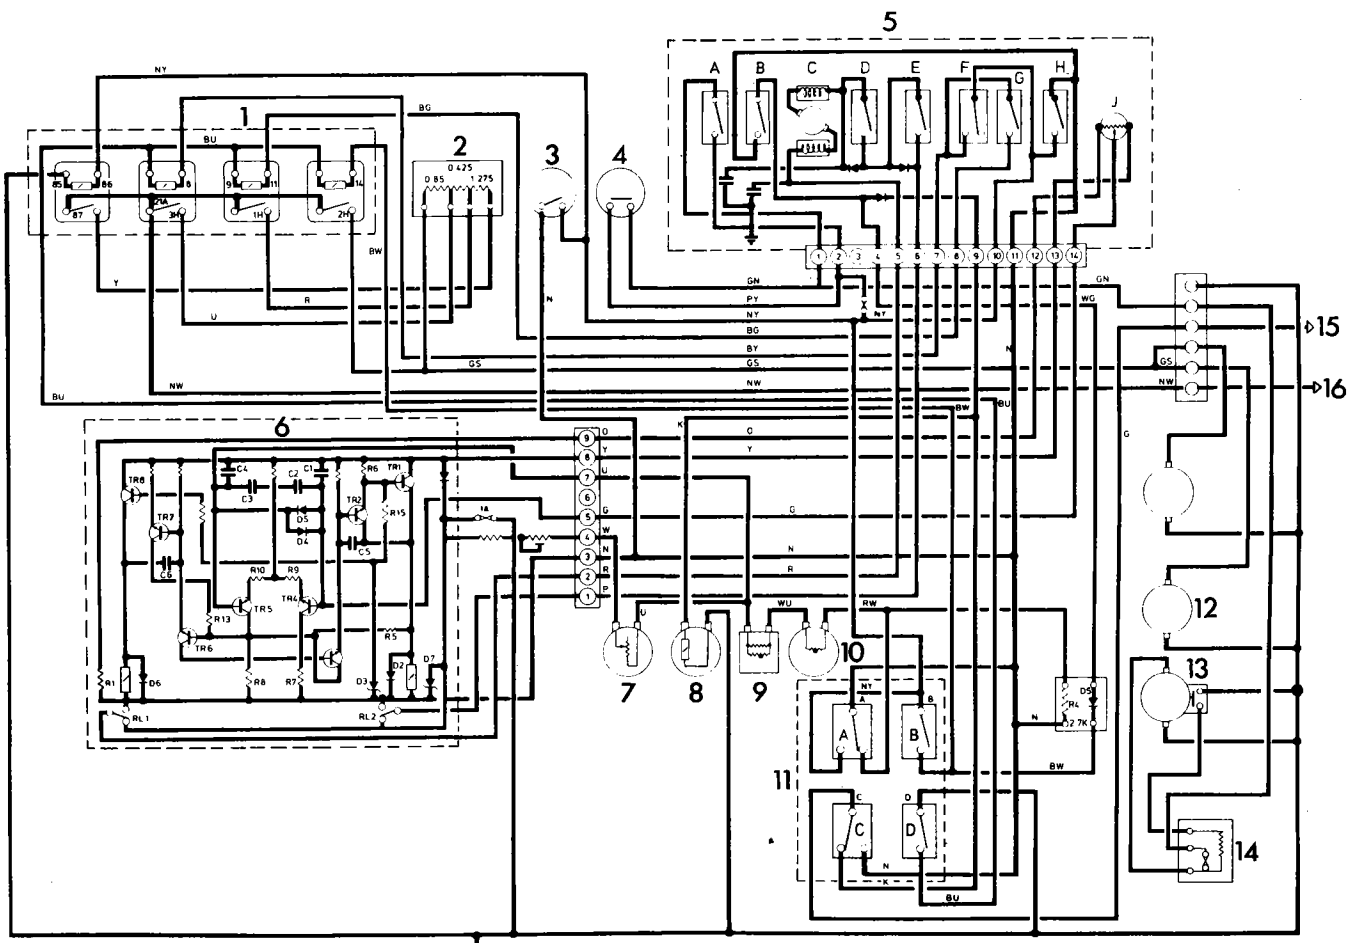 5
NY
A B C D E F G H J
BG
1
BU
85 86 8 9 11 14
87 21A 3H 1H 2H
2
0 425
0 85 1 275
3
4
BW
Y
R
U
N
1 2 3 4 5 6 7 8 9 10 11 12 13 14
GN
PY
NY
BG
BY
GS
NW
NY
N
WG
GN
GS
NW
15
16
GS
NW
BU
BW
BU
G
6
K
9 O O
8 Y Y
7 U
6
5 G G
4 W
3 N N
2 R R
1 P
TR8
C4
C3
C2
C1
R6
TR1
TR7
TR2
R15
D5
D4
C5
1A
C6
R10
R9
R13
TR5
TR4
TR6
R5
R1
D6
R8
R7
D3
D2
D7
RL1
RL2
U
WU
RW
7
8
9
10
12
13
14
NY
A B
A
B
11
C D
C
D
N
K
BU
N
R4
D5
2.7K
BW